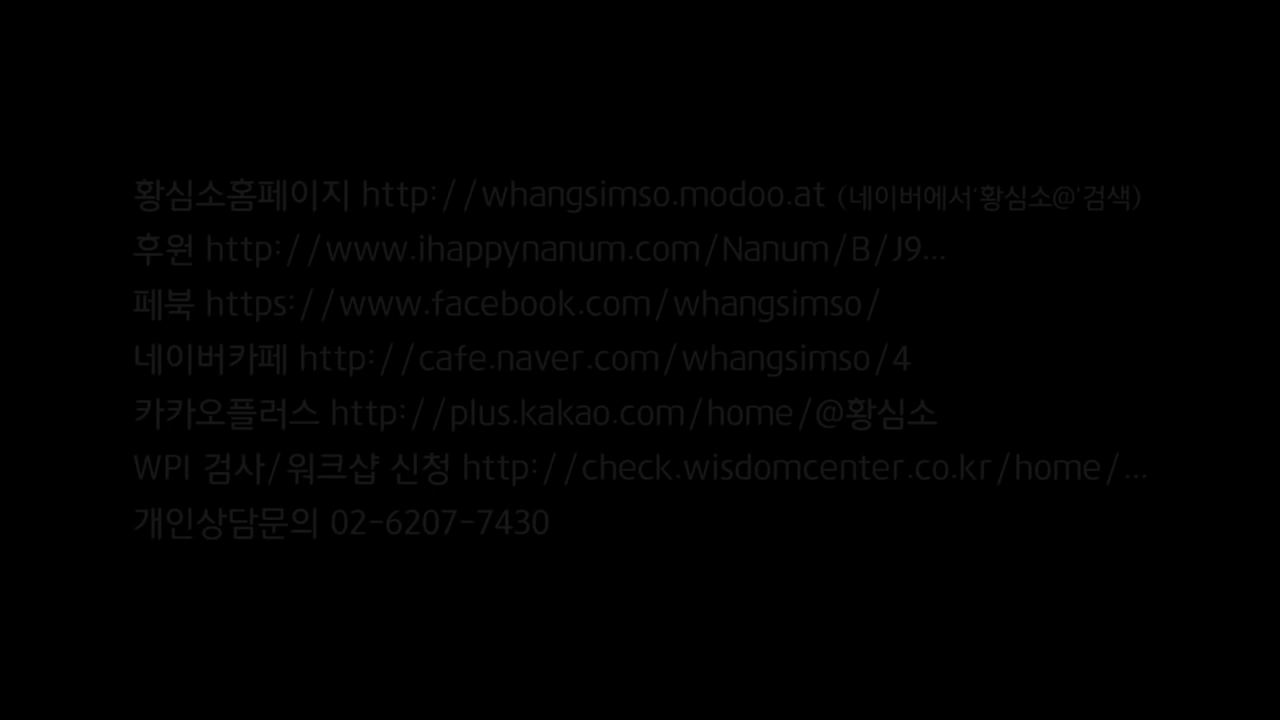 황심소홈페이지 http://whangsimso.modoo.at (네이버에서'황심소@'검색)
후원 http://www.ihappynanum.com/Nanum/B/J9...
페북 https://www.facebook.com/whangsimso/
네이버카페 http://cafe.naver.com/whangsimso/4
카카오플러스 http://plus.kakao.com/home/@황심소
WPI 검사/워크샵 신청 http://check.wisdomcenter.co.kr/home/...
개인상담문의 02-6207-7430